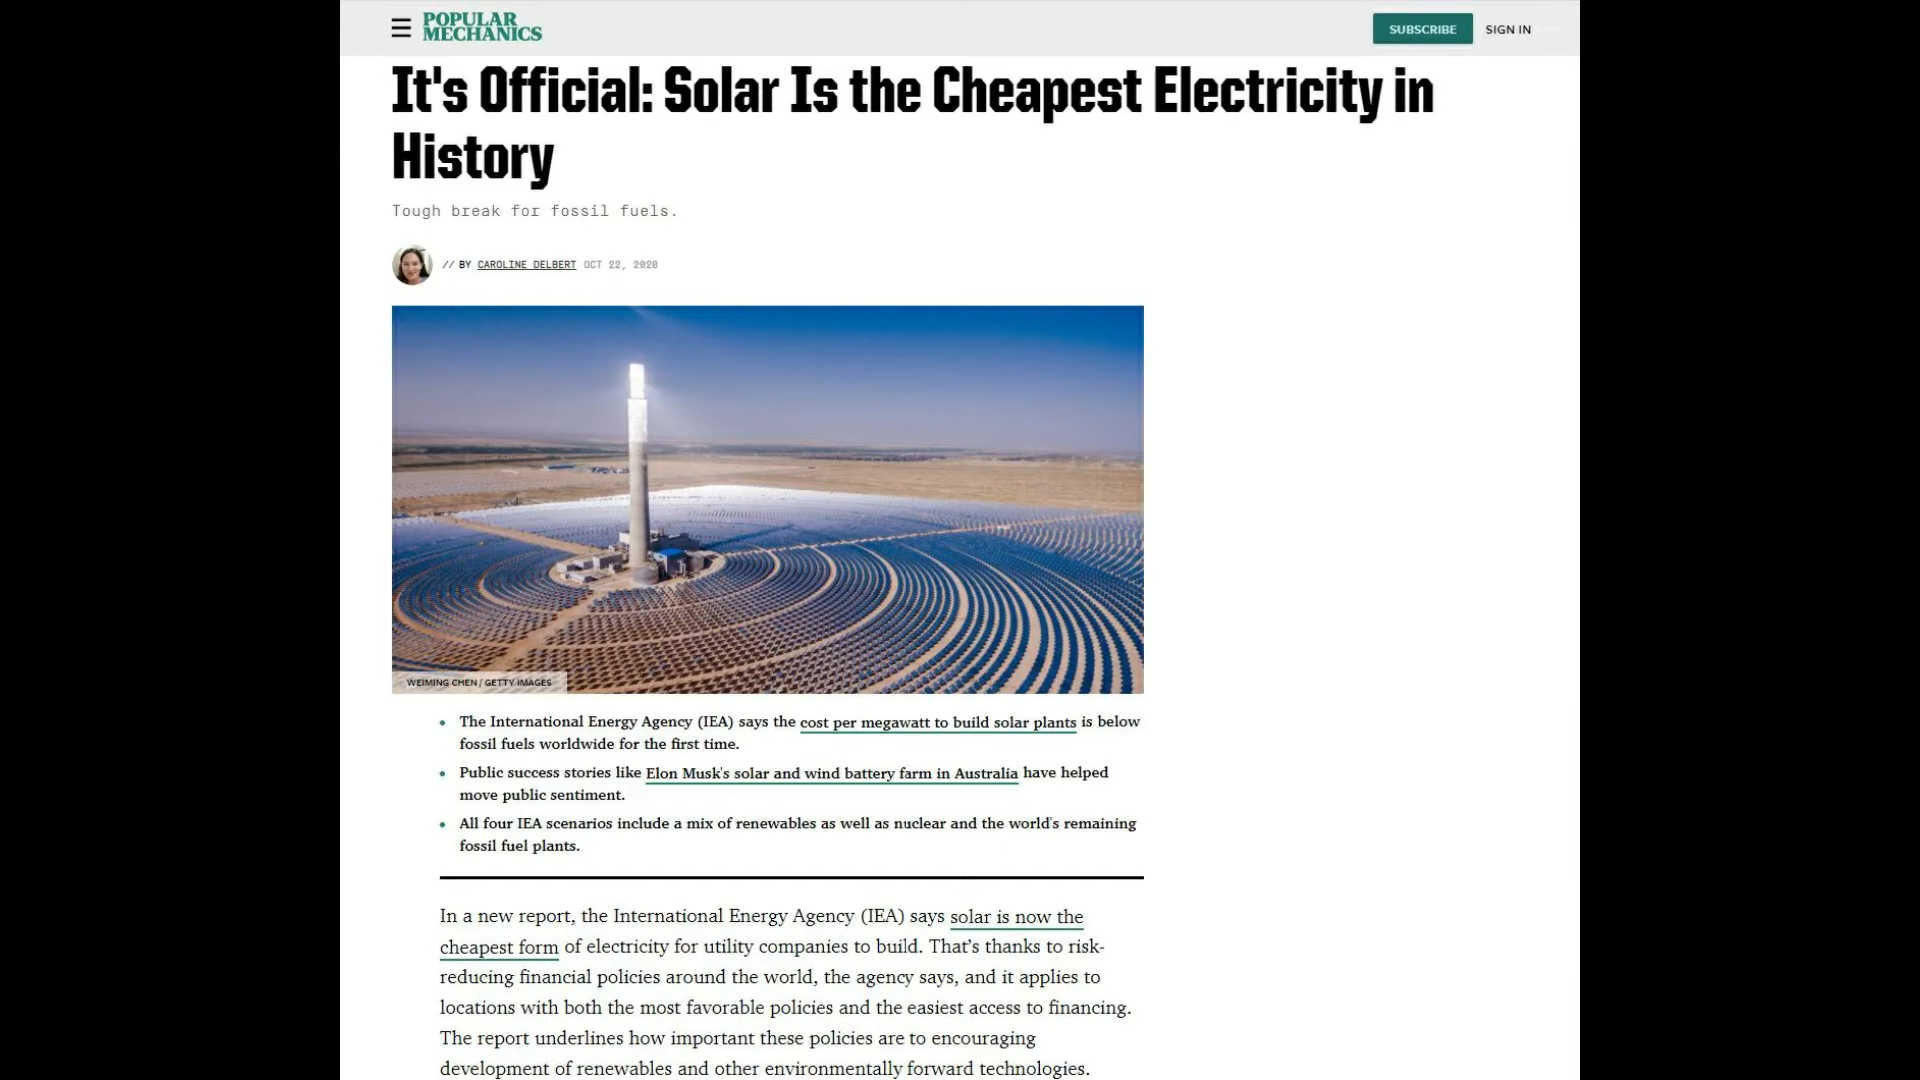 POPULAR
MECHANICS
SUBSCRIBE
SIGN IN
It's Official: Solar Is the Cheapest Electricity in
History
Tough break for fossil fuels.
// BY CAROLINE DELBERT OCT 22, 2020
WEIMING CHEN / GETTY IMAGES
• The International Energy Agency (IEA) says the cost per megawatt to build solar plants is below
fossil fuels worldwide for the first time.
• Public success stories like Elon Musk's solar and wind battery farm in Australia have helped
move public sentiment.
• All four IEA scenarios include a mix of renewables as well as nuclear and the world's remaining
fossil fuel plants.
In a new report, the International Energy Agency (IEA) says solar is now the
cheapest form of electricity for utility companies to build. That’s thanks to risk-
reducing financial policies around the world, the agency says, and it applies to
locations with both the most favorable policies and the easiest access to financing.
The report underlines how important these policies are to encouraging
development of renewables and other environmentally forward technologies.